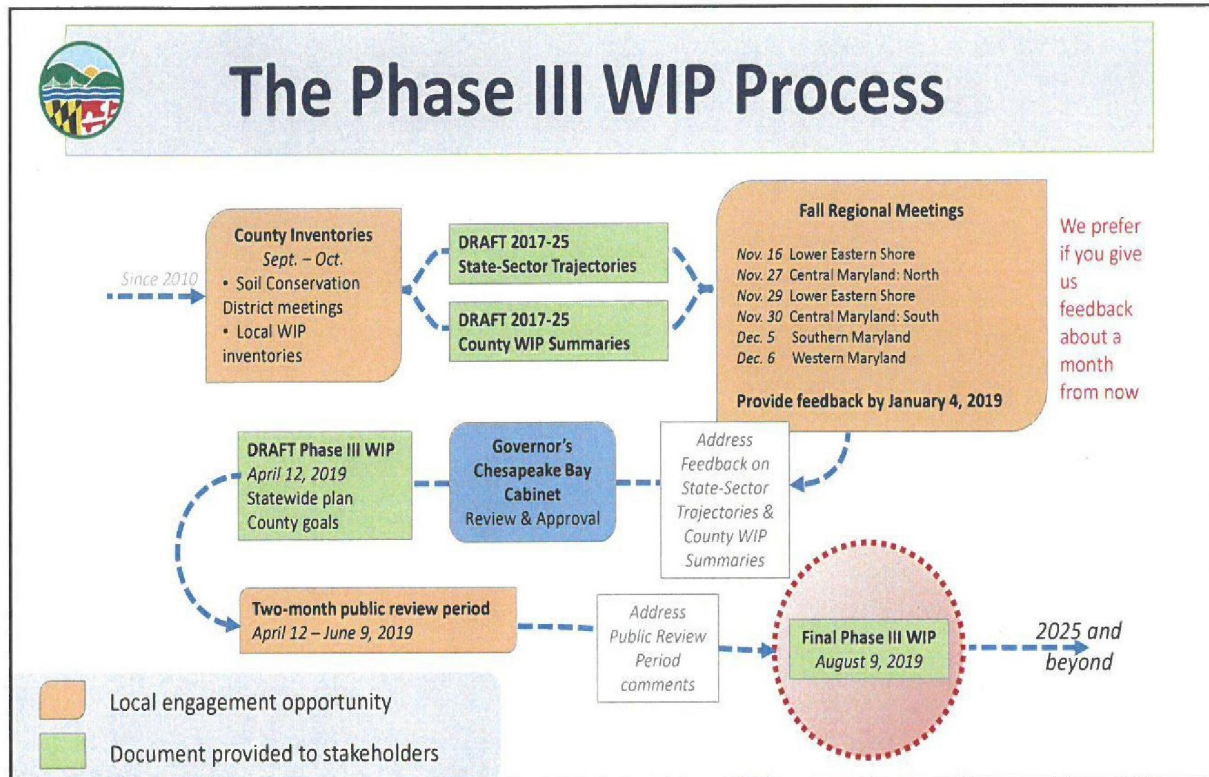 The Phase III WIP Process
Since 2010
County Inventories
Sept. – Oct.
• Soil Conservation
District meetings
• Local WIP
inventories
DRAFT 2017-25
State-Sector Trajectories
DRAFT 2017-25
County WIP Summaries
Fall Regional Meetings
Nov. 16 Lower Eastern Shore
Nov. 27 Central Maryland: North
Nov. 29 Lower Eastern Shore
Nov. 30 Central Maryland: South
Dec. 5 Southern Maryland
Dec. 6 Western Maryland
Provide feedback by January 4, 2019
We prefer
if you give
us
feedback
about a
month
from now
Address
Feedback on
State-Sector
Trajectories &
County WIP
Summaries
Governor's
Chesapeake Bay
Cabinet
Review & Approval
DRAFT Phase III WIP
April 12, 2019
Statewide plan
County goals
Two-month public review period
April 12 – June 9, 2019
Address
Public Review
Period
comments
Final Phase III WIP
August 9, 2019
2025 and
beyond
Local engagement opportunity
Document provided to stakeholders